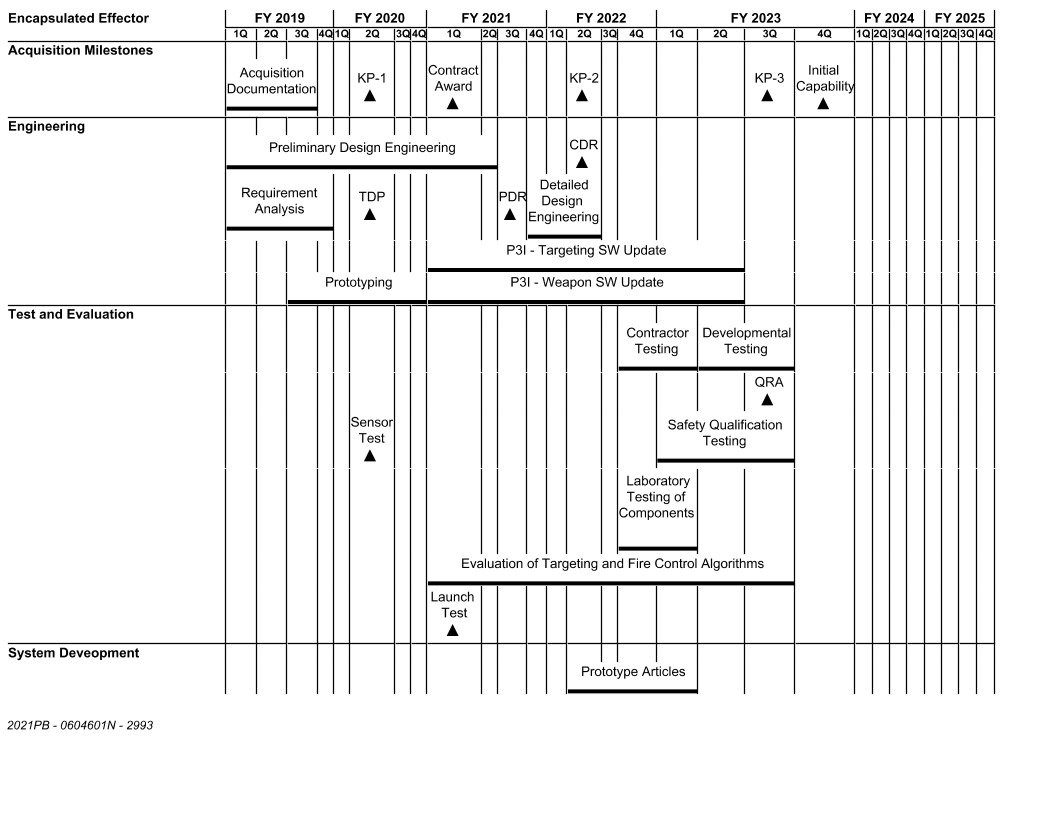 Encapsulated Effector FY 2019 FY 2020 FY 2021 FY 2022 FY 2023 FY 2024 FY 2025
1Q 2Q 3Q 4Q 1Q 2Q 3Q 4Q 1Q 2Q 3Q 4Q 1Q 2Q 3Q 4Q 1Q 2Q 3Q 4Q 1Q 2Q 3Q 4Q 1Q 2Q 3Q 4Q
Acquisition Milestones
Acquisition
Documentation
KP-1
Contract
Award
KP-2
KP-3
Initial
Capability
Engineering
Preliminary Design Engineering
CDR
Requirement
Analysis
TDP
PDR
Detailed
Design
Engineering
P3I - Targeting SW Update
Prototyping
P3I - Weapon SW Update
Test and Evaluation
Contractor
Testing
Developmental
Testing
QRA
Sensor
Test
Safety Qualification
Testing
Laboratory
Testing of
Components
Evaluation of Targeting and Fire Control Algorithms
Launch
Test
System Deveopment
Prototype Articles
2021PB - 0604601N - 2993